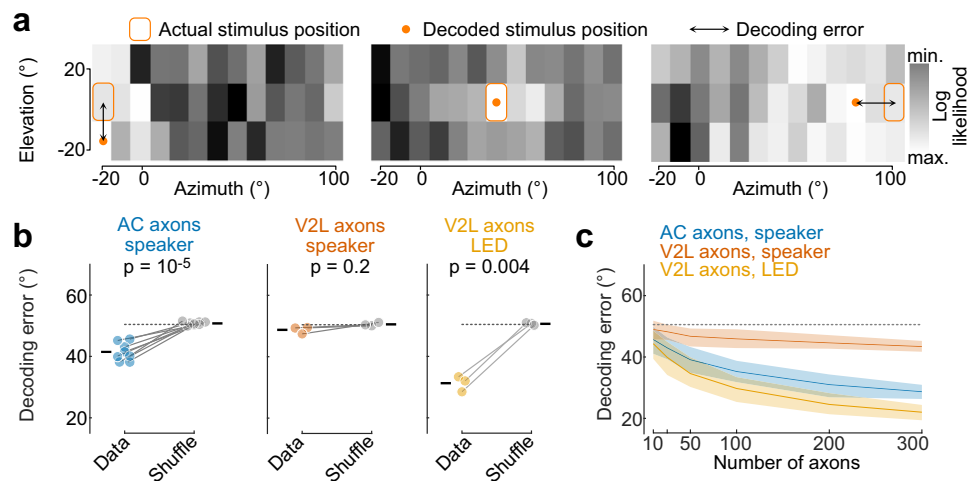 a
Actual stimulus position
Decoded stimulus position
Decoding error
Elevation (°)
20
-20
-20 0 Azimuth (°) 100
-20 0 Azimuth (°) 100
-20 0 Azimuth (°) 100
min.
Log
likelihood
max.
b
AC axons
speaker
p = 10-5
V2L axons
speaker
p = 0.2
V2L axons
LED
p = 0.004
Decoding error (°)
60
40
20
Data Shuffle
Data Shuffle
Data Shuffle
c
AC axons, speaker
V2L axons, speaker
V2L axons, LED
Decoding error (°)
60
40
20
10 50 100 200 300
Number of axons